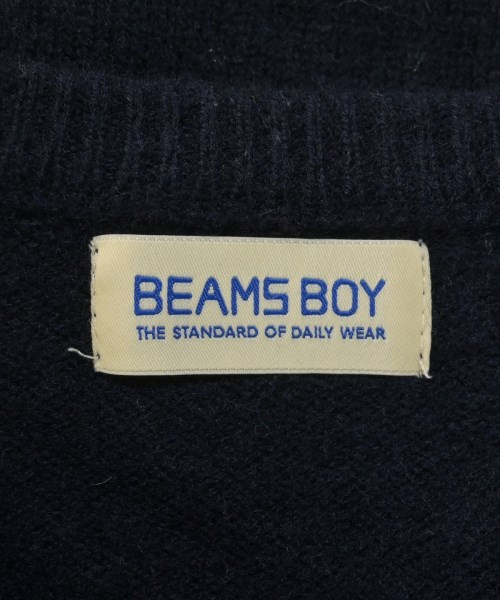 BEAMS BOY
THE STANDARD OF DAILY WEAR